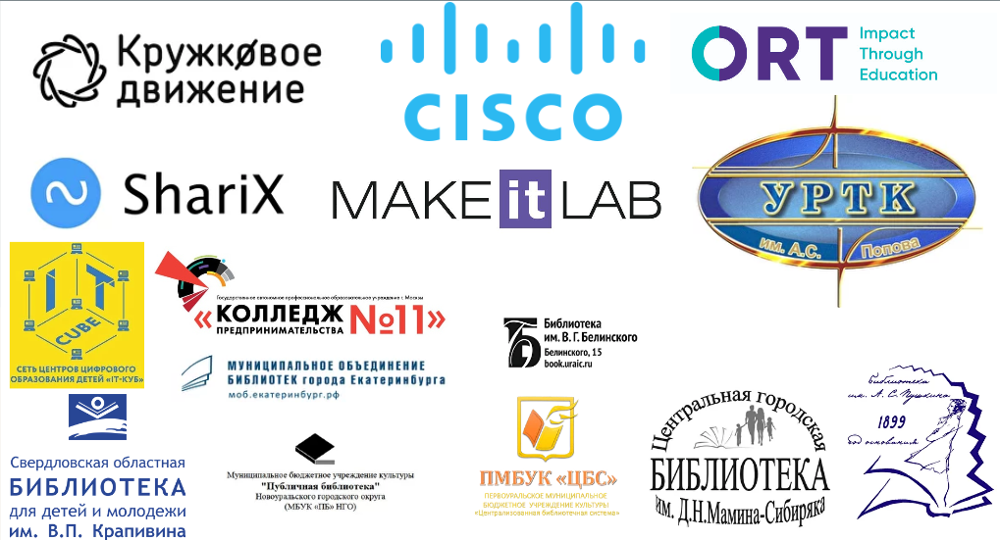 Кружковое
движение
CISCO
ORT
Impact
Through
Education
ShariX
MAKE it LAB
УРТК
им. А.С. Попова
IT
CUBE
СЕТЬ ЦЕНТРОВ ЦИФРОВОГО
ОБРАЗОВАНИЯ ДЕТЕЙ «IT-КУБ»
Государственное автономное профессиональное образовательное учреждение г. Москвы
«КОЛЛЕДЖ №11»
ПРЕДПРИНИМАТЕЛЬСТВА
МУНИЦИПАЛЬНОЕ ОБЪЕДИНЕНИЕ
БИБЛИОТЕК города Екатеринбурга
моб.екатеринбург.рф
Библиотека
им. В. Г. Белинского
Белинского, 15
book.uraic.ru
Свердловская областная
БИБЛИОТЕКА
для детей и молодежи
им. В.П. Крапивина
Муниципальное бюджетное учреждение культуры
"Публичная библиотека"
Новоуральского городского округа
(МБУК «ПБ» НГО)
ПМБУК «ЦБС»
ПЕРВОУРАЛЬСКОЕ МУНИЦИПАЛЬНОЕ
БЮДЖЕТНОЕ УЧРЕЖДЕНИЕ КУЛЬТУРЫ
«Централизованная библиотечная система»
Центральная городская
БИБЛИОТЕКА
им. Д.Н.Мамина-Сибиряка
библиотека
им. А. С. Пушкина
1899
год основания